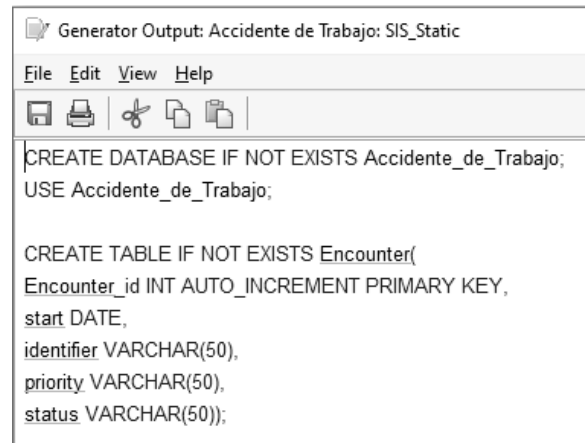 Generator Output: Accidente de Trabajo: SIS_Static
File Edit View Help
CREATE DATABASE IF NOT EXISTS Accidente_de_Trabajo;
USE Accidente_de_Trabajo;
CREATE TABLE IF NOT EXISTS Encounter(
Encounter_id INT AUTO_INCREMENT PRIMARY KEY,
start DATE,
identifier VARCHAR(50),
priority VARCHAR(50),
status VARCHAR(50));